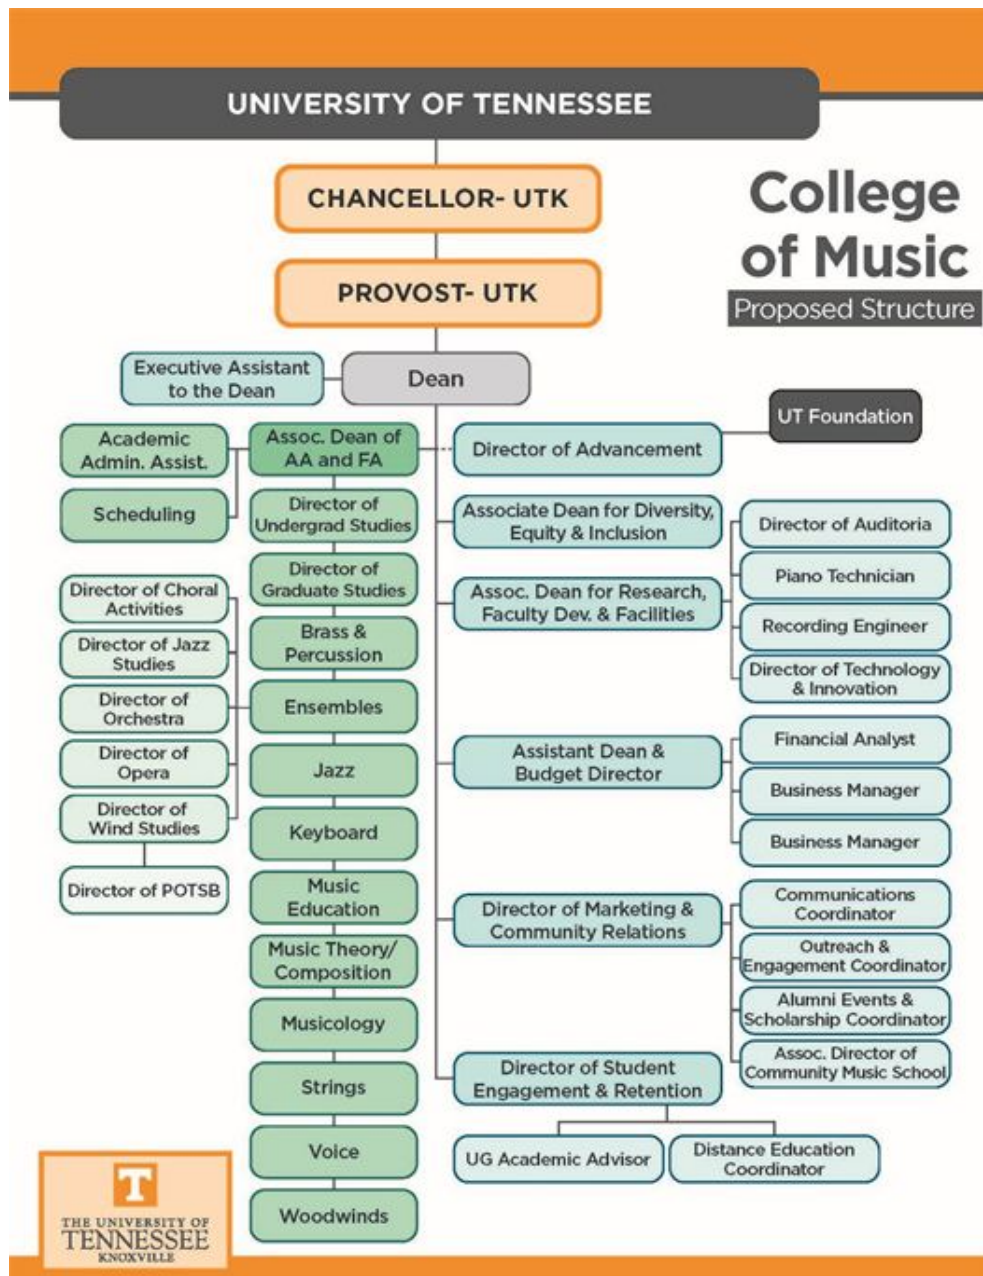 UNIVERSITY OF TENNESSEE
CHANCELLOR- UTK
College
of Music
Proposed Structure
PROVOST- UTK
Executive Assistant
to the Dean
Dean
UT Foundation
Academic
Admin. Assist.
Assoc. Dean of
AA and FA
Director of Advancement
Scheduling
Director of
Undergrad Studies
Associate Dean for Diversity,
Equity & Inclusion
Director of Auditoria
Director of
Graduate Studies
Assoc. Dean for Research,
Faculty Dev. & Facilities
Piano Technician
Recording Engineer
Director of Technology
& Innovation
Director of Choral
Activities
Director of Jazz
Studies
Director of
Orchestra
Director of
Opera
Director of
Wind Studies
Director of POTSB
Brass &
Percussion
Ensembles
Jazz
Keyboard
Music
Education
Music Theory/
Composition
Musicology
Strings
Voice
Woodwinds
Assistant Dean &
Budget Director
Financial Analyst
Business Manager
Business Manager
Director of Marketing &
Community Relations
Communications
Coordinator
Outreach &
Engagement Coordinator
Alumni Events &
Scholarship Coordinator
Assoc. Director of
Community Music School
Director of Student
Engagement & Retention
UG Academic Advisor
Distance Education
Coordinator
T
THE UNIVERSITY OF
TENNESSEE
KNOXVILLE